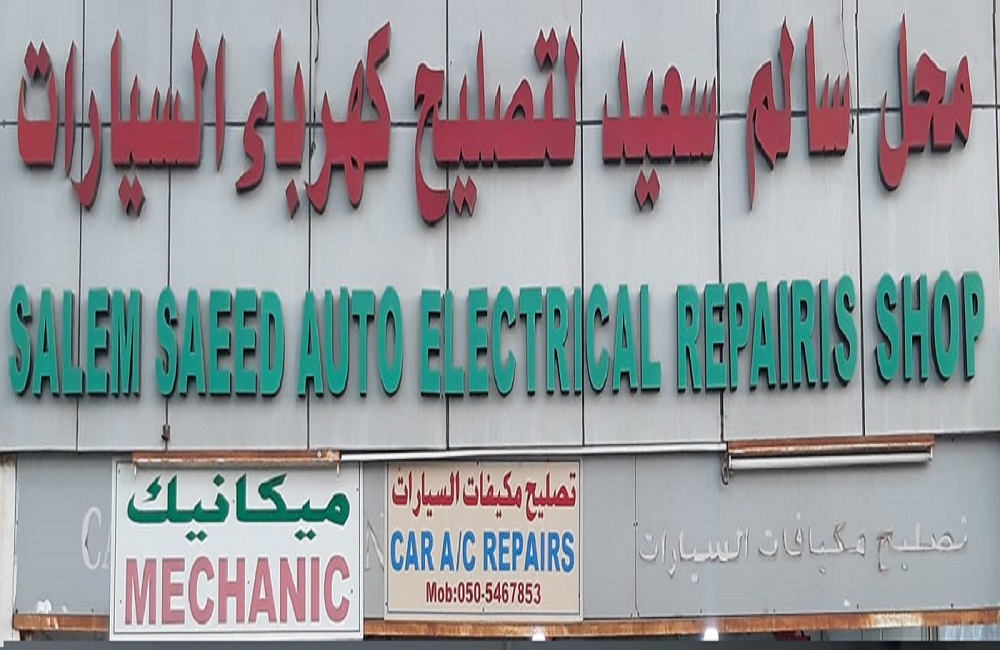 محل سالم سعيد لتصليح كهرباء السيارات
SALEM SAEED AUTO ELECTRICAL REPAIRIS SHOP
ميكانيك
MECHANIC
تصليح مكيفات السيارات
CAR A/C REPAIRS
Mob:050-5467853
تصليح مكيافات السيارات